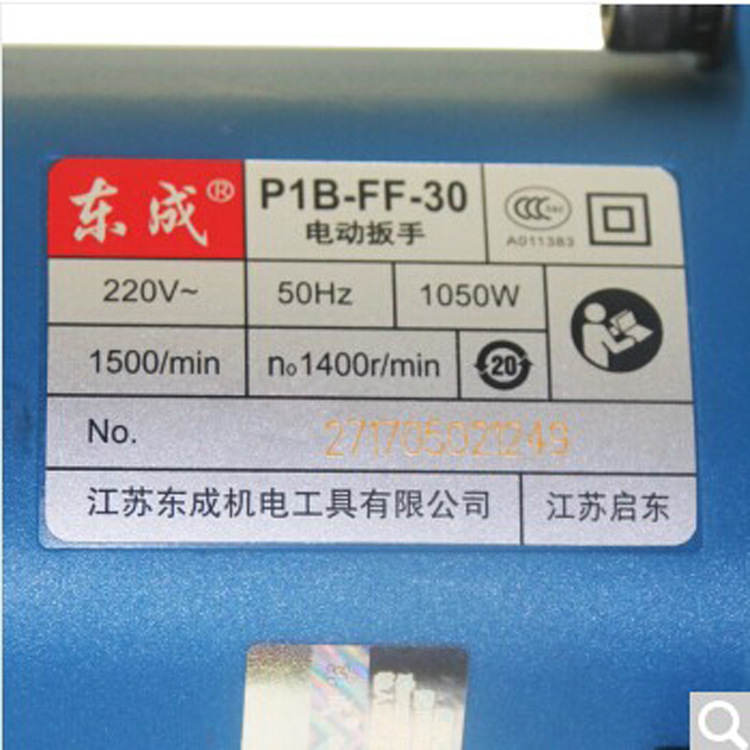 东成®
P1B-FF-30
电动扳手
A011383
220V~
50Hz
1050W
1500/min
n₀1400r/min
20
No.
271705021249
江苏东成机电工具有限公司
江苏启东